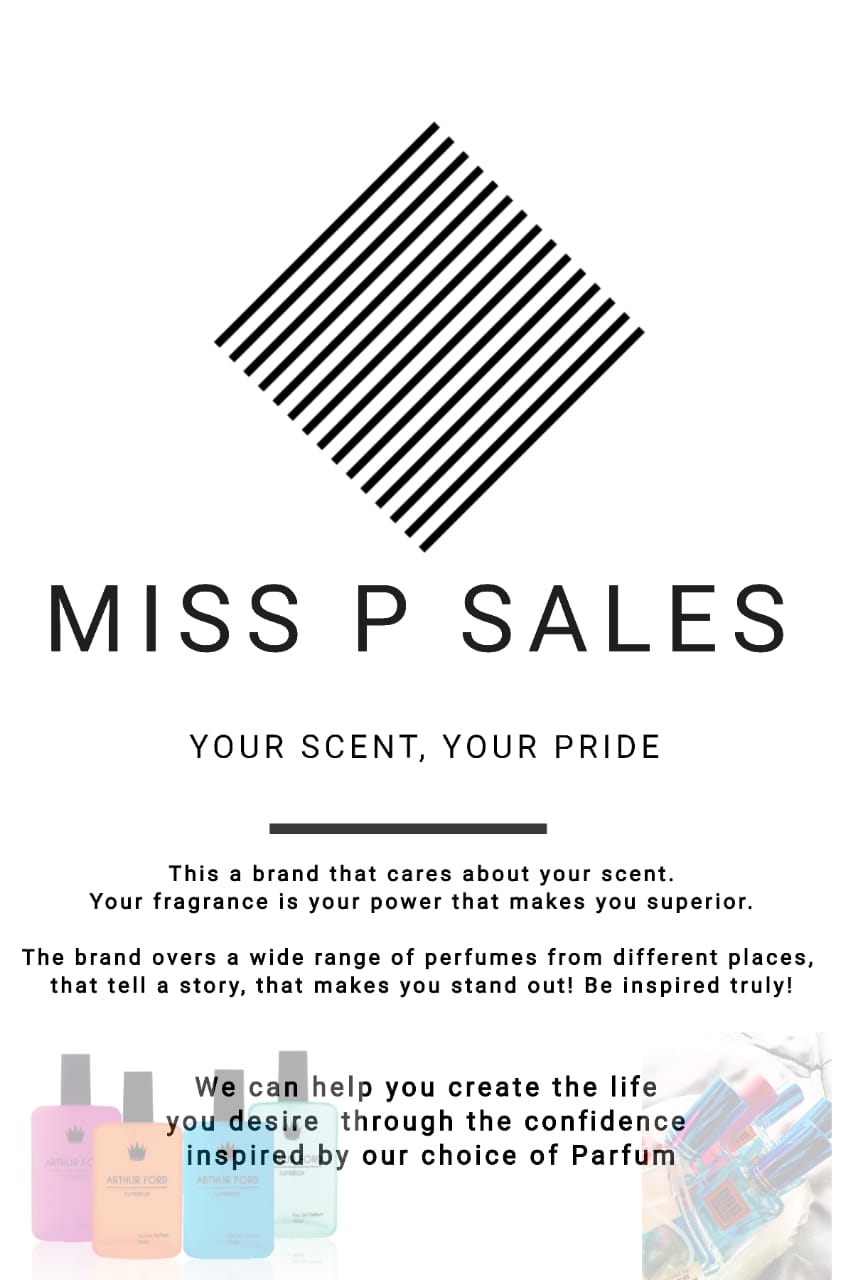 MISS P SALES
YOUR SCENT, YOUR PRIDE
This a brand that cares about your scent.
Your fragrance is your power that makes you superior.
The brand overs a wide range of perfumes from different places,
that tell a story, that makes you stand out! Be inspired truly!
We can help you create the life
you desire through the confidence
inspired by our choice of Parfum
ARTHUR FORD
SUPERIOR
ARTHUR FORD
SUPERIOR